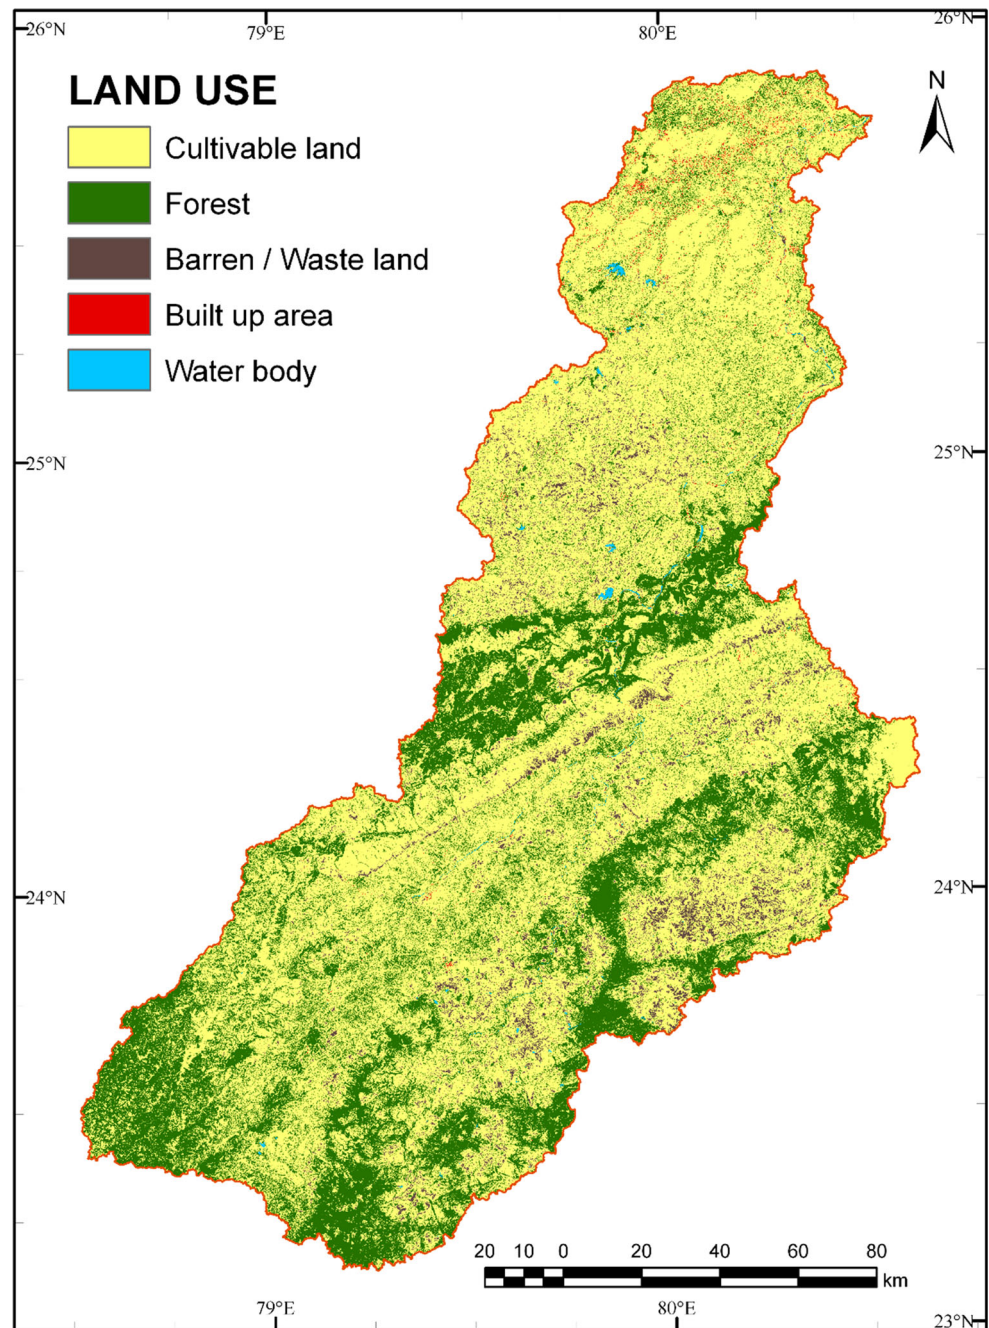 26°N
79°E
80°E
26°N
LAND USE
N
Cultivable land
Forest
Barren / Waste land
Built up area
Water body
25°N
25°N
24°N
24°N
20 10 0 20 40 60 80
km
79°E
80°E
23°N